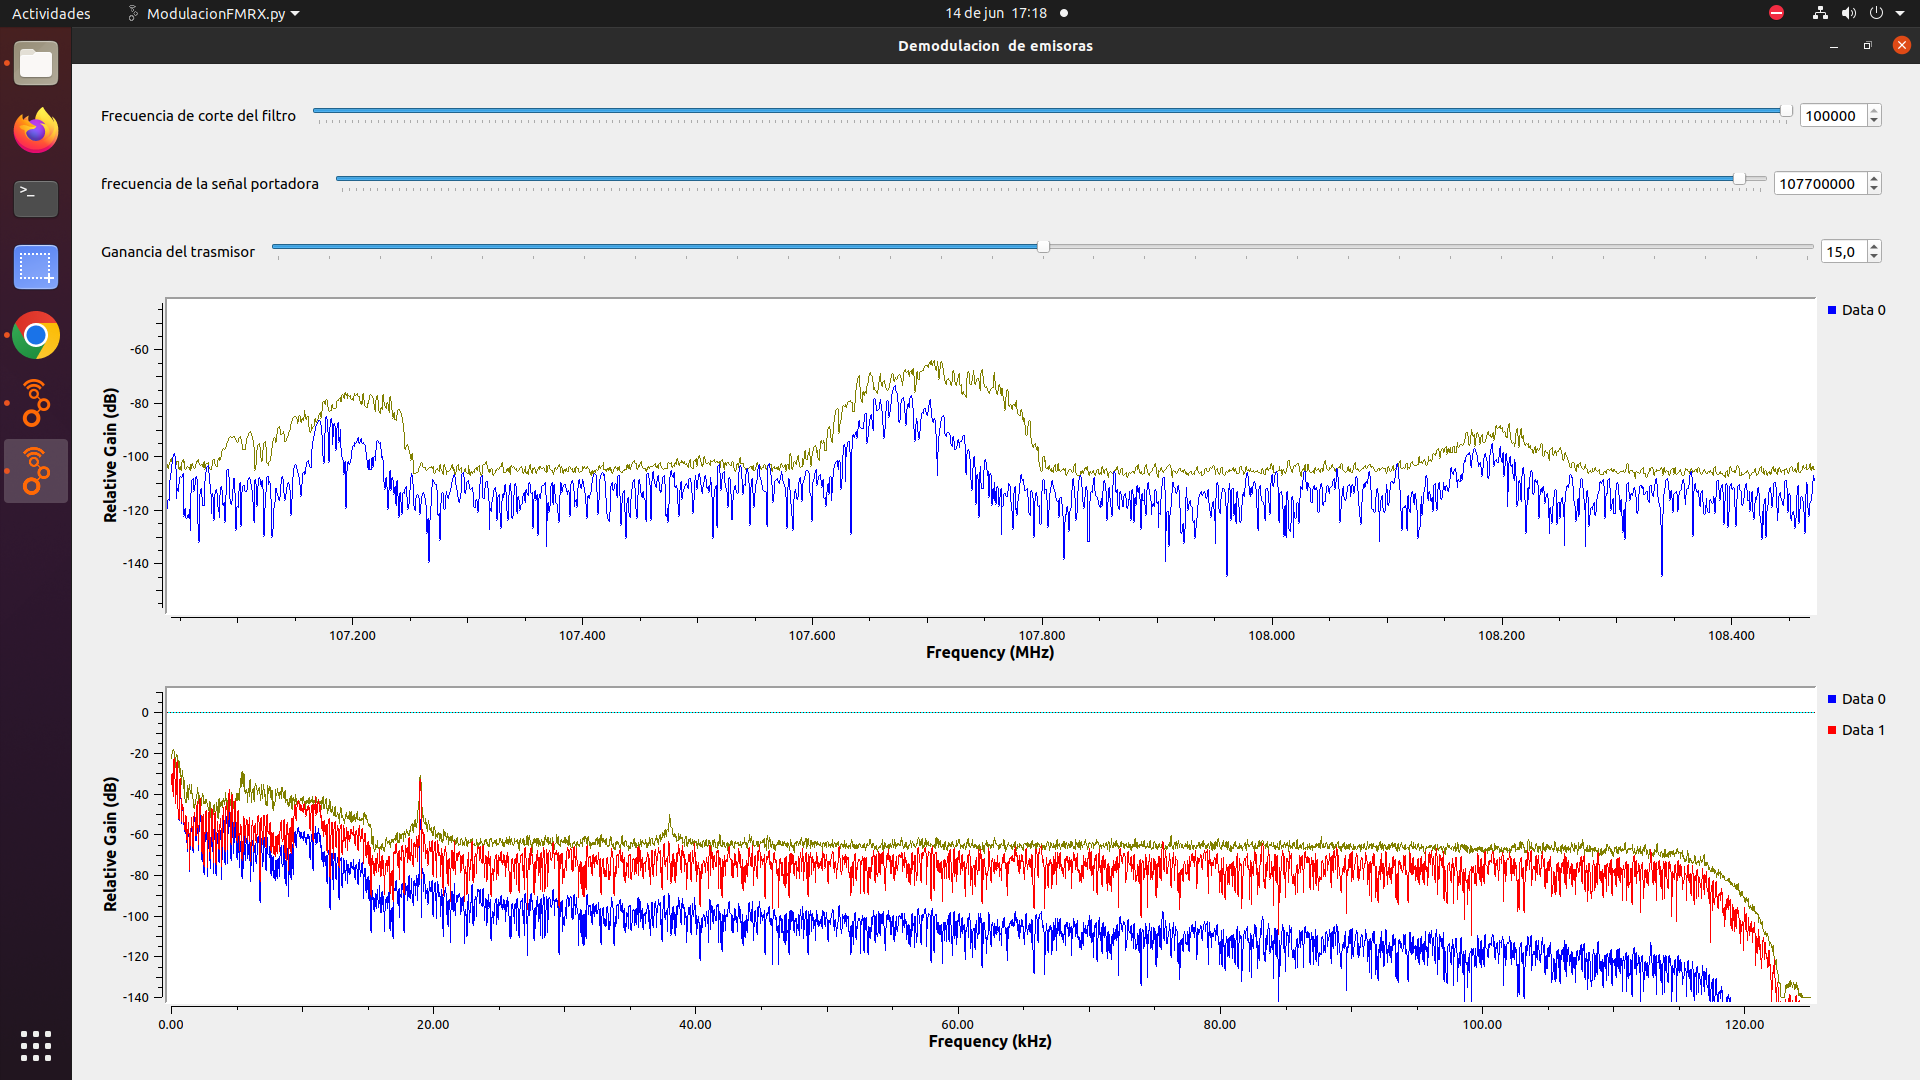 Actividades
ModulacionFMRX.py
14 de jun 17:18
Demodulacion de emisoras
Frecuencia de corte del filtro
100000
frecuencia de la señal portadora
107700000
Ganancia del trasmisor
15,0
Data 0
Relative Gain (dB)
-60
-80
-100
-120
-140
107.200
107.400
107.600
107.800
108.000
108.200
108.400
Frequency (MHz)
Data 0
Data 1
Relative Gain (dB)
0
-20
-40
-60
-80
-100
-120
-140
0.00
20.00
40.00
60.00
80.00
100.00
120.00
Frequency (kHz)